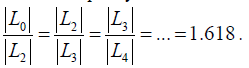 |L₀|/|L₂| = |L₂|/|L₃| = |L₃|/|L₄| = ... = 1.618.